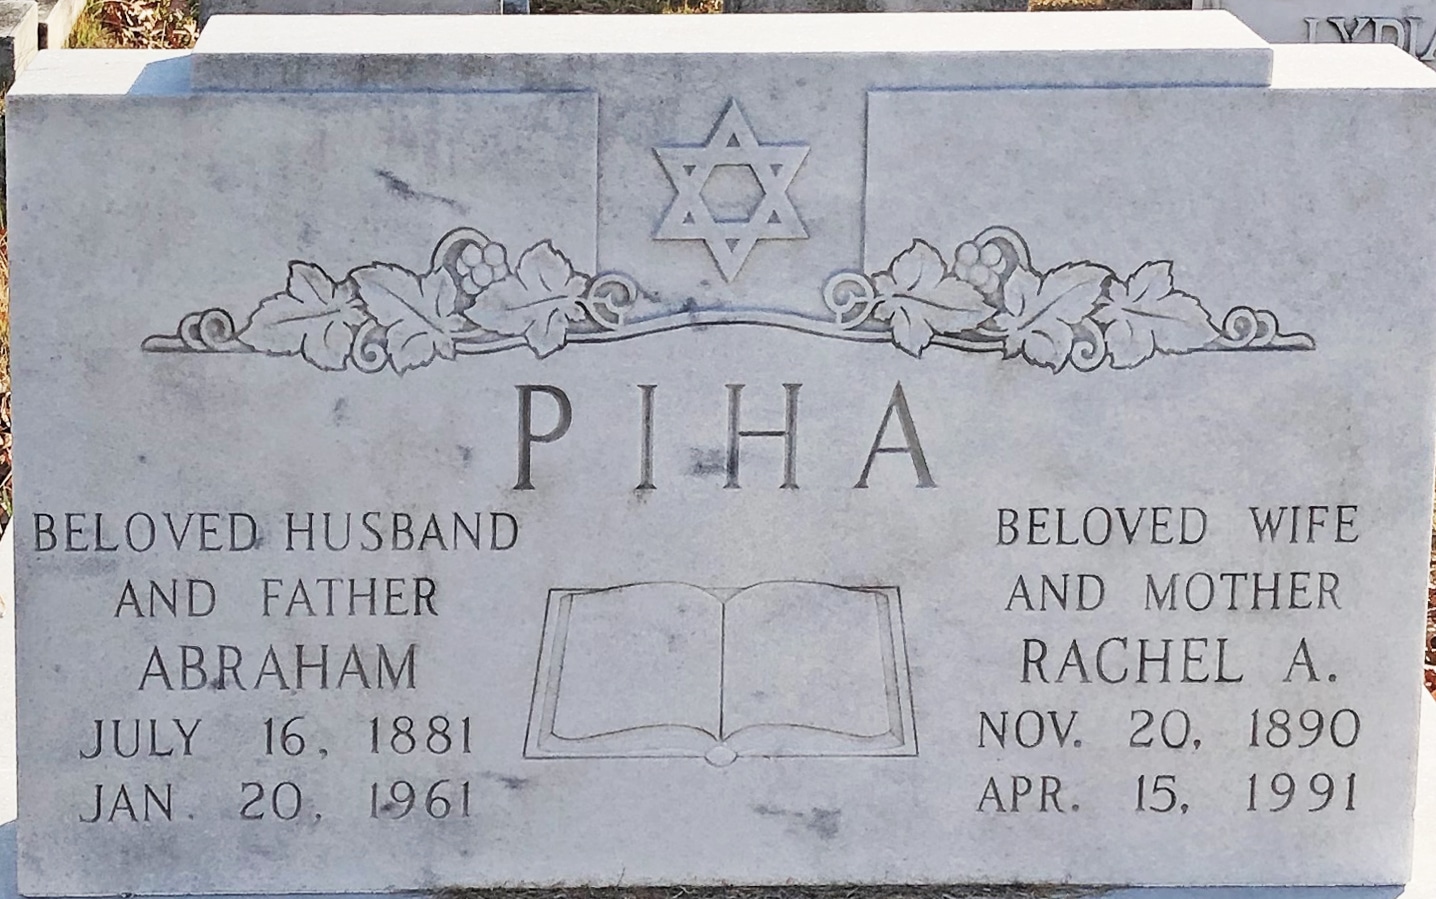 PIHA
BELOVED HUSBAND
AND FATHER
ABRAHAM
JULY 16, 1881
JAN. 20, 1961
BELOVED WIFE
AND MOTHER
RACHEL A.
NOV. 20, 1890
APR. 15, 1991